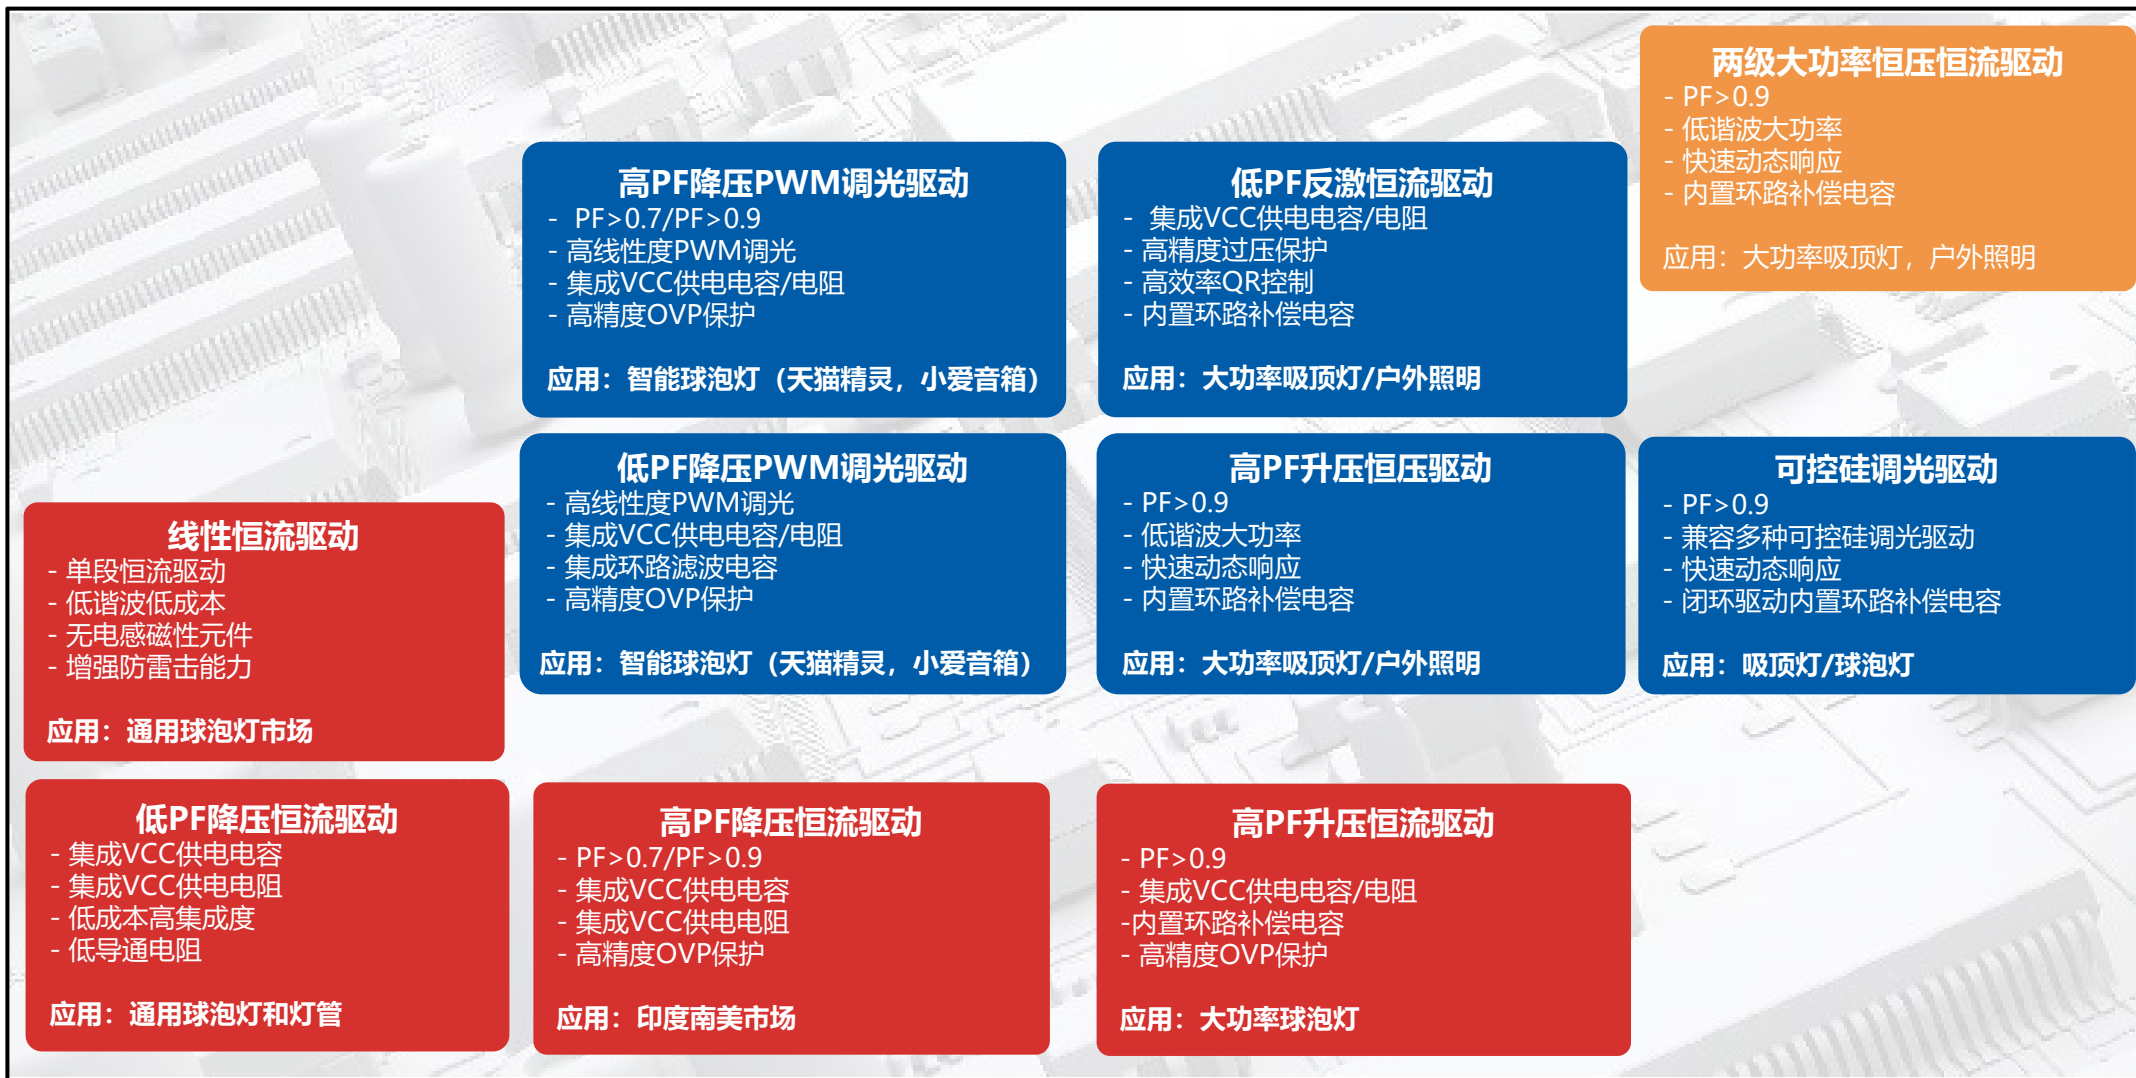 两级大功率恒压恒流驱动
- PF>0.9
- 低谐波大功率
- 快速动态响应
- 内置环路补偿电容
应用：大功率吸顶灯，户外照明
高PF降压PWM调光驱动
- PF>0.7/PF>0.9
- 高线性度PWM调光
- 集成VCC供电电容/电阻
- 高精度OVP保护
应用：智能球泡灯（天猫精灵，小爱音箱）
低PF反激恒流驱动
- 集成VCC供电电容/电阻
- 高精度过压保护
- 高效率QR控制
- 内置环路补偿电容
应用：大功率吸顶灯/户外照明
低PF降压PWM调光驱动
- 高线性度PWM调光
- 集成VCC供电电容/电阻
- 集成环路滤波电容
- 高精度OVP保护
应用：智能球泡灯（天猫精灵，小爱音箱）
高PF升压恒压驱动
- PF>0.9
- 低谐波大功率
- 快速动态响应
- 内置环路补偿电容
应用：大功率吸顶灯/户外照明
可控硅调光驱动
- PF>0.9
- 兼容多种可控硅调光驱动
- 快速动态响应
- 闭环驱动内置环路补偿电容
应用：吸顶灯/球泡灯
线性恒流驱动
- 单段恒流驱动
- 低谐波低成本
- 无电感磁性元件
- 增强防雷击能力
应用：通用球泡灯市场
低PF降压恒流驱动
- 集成VCC供电电容
- 集成VCC供电电阻
- 低成本高集成度
- 低导通电阻
应用：通用球泡灯和灯管
高PF降压恒流驱动
- PF>0.7/PF>0.9
- 集成VCC供电电容
- 集成VCC供电电阻
- 高精度OVP保护
应用：印度南美市场
高PF升压恒流驱动
- PF>0.9
- 集成VCC供电电容/电阻
-内置环路补偿电容
- 高精度OVP保护
应用：大功率球泡灯